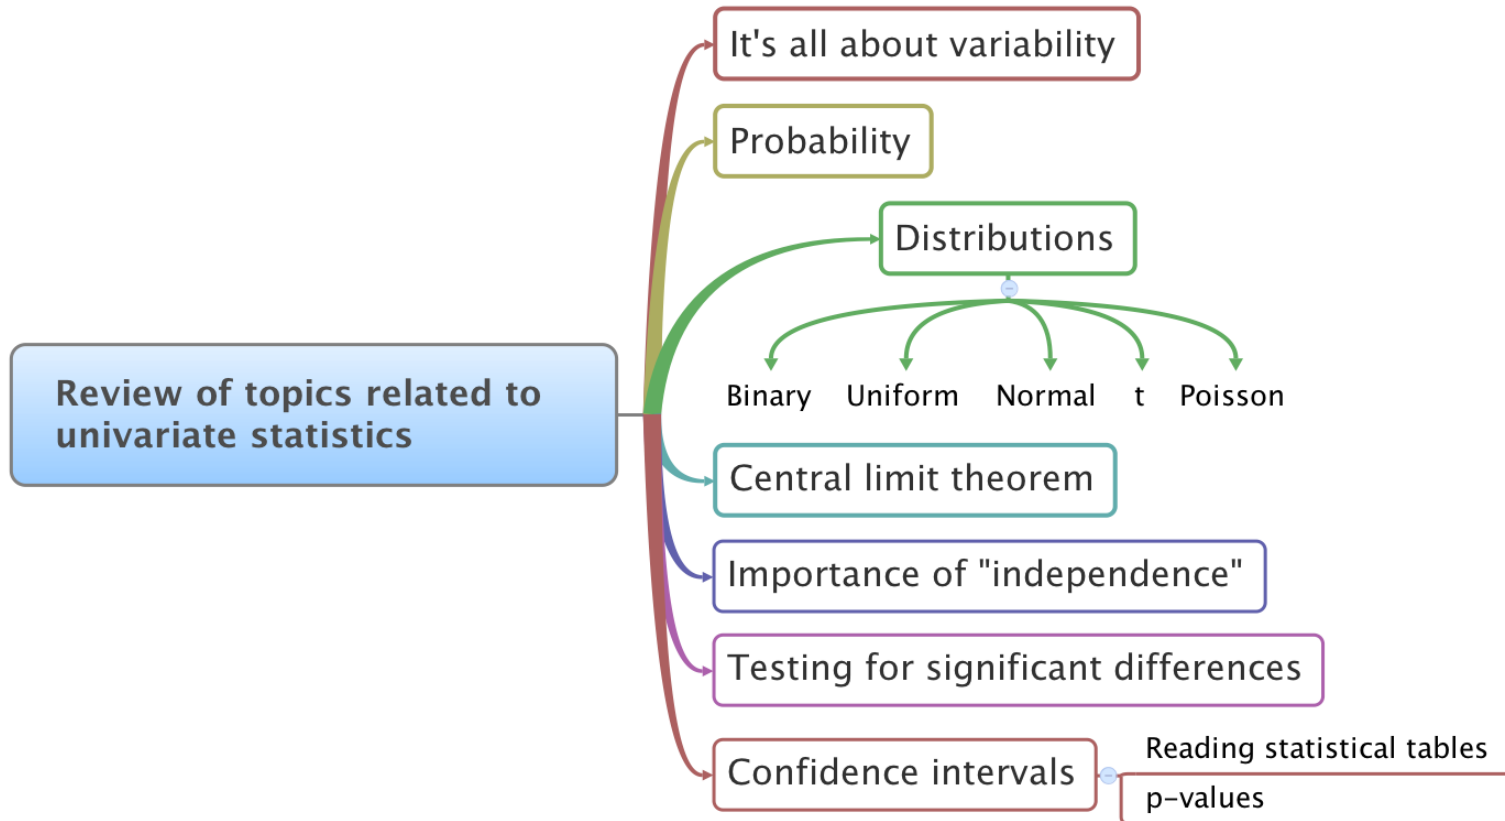 It's all about variability
Probability
Distributions
Binary Uniform Normal t Poisson
Review of topics related to
univariate statistics
Central limit theorem
Importance of "independence"
Testing for significant differences
Confidence intervals
Reading statistical tables
p-values